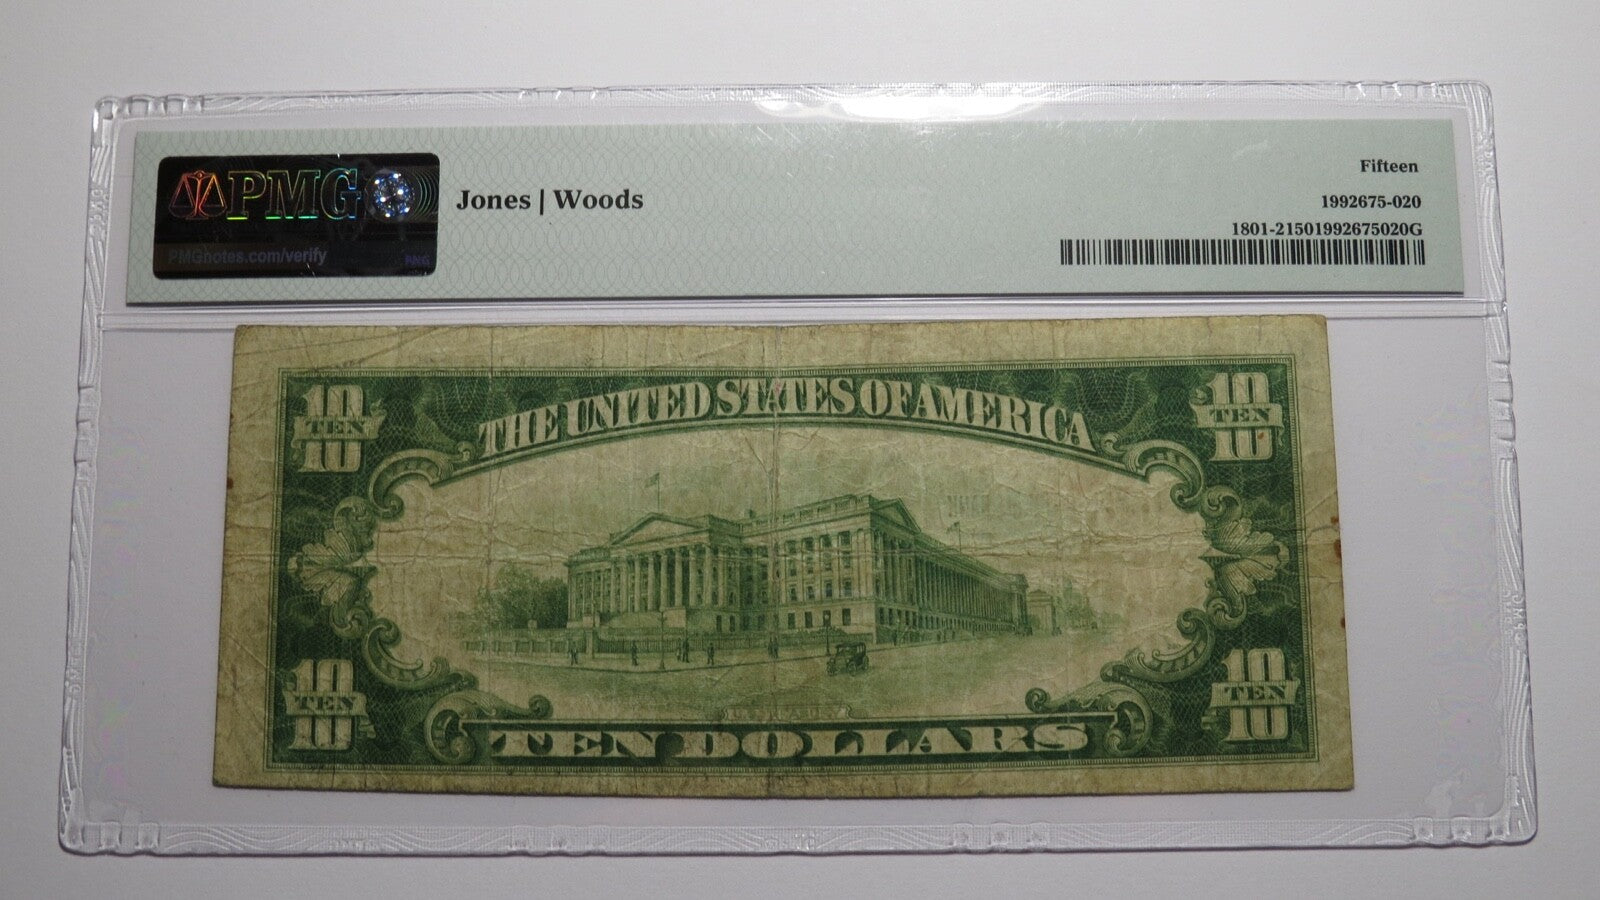 PMG
PMGnotes.com/verify
PMG
Jones | Woods
Fifteen
1992675-020
1801-21501992675020G
THE UNITED STATES OF AMERICA
10
TEN
10
10
TEN
10
10
TEN
10
10
TEN
10
TEN DOLLARS